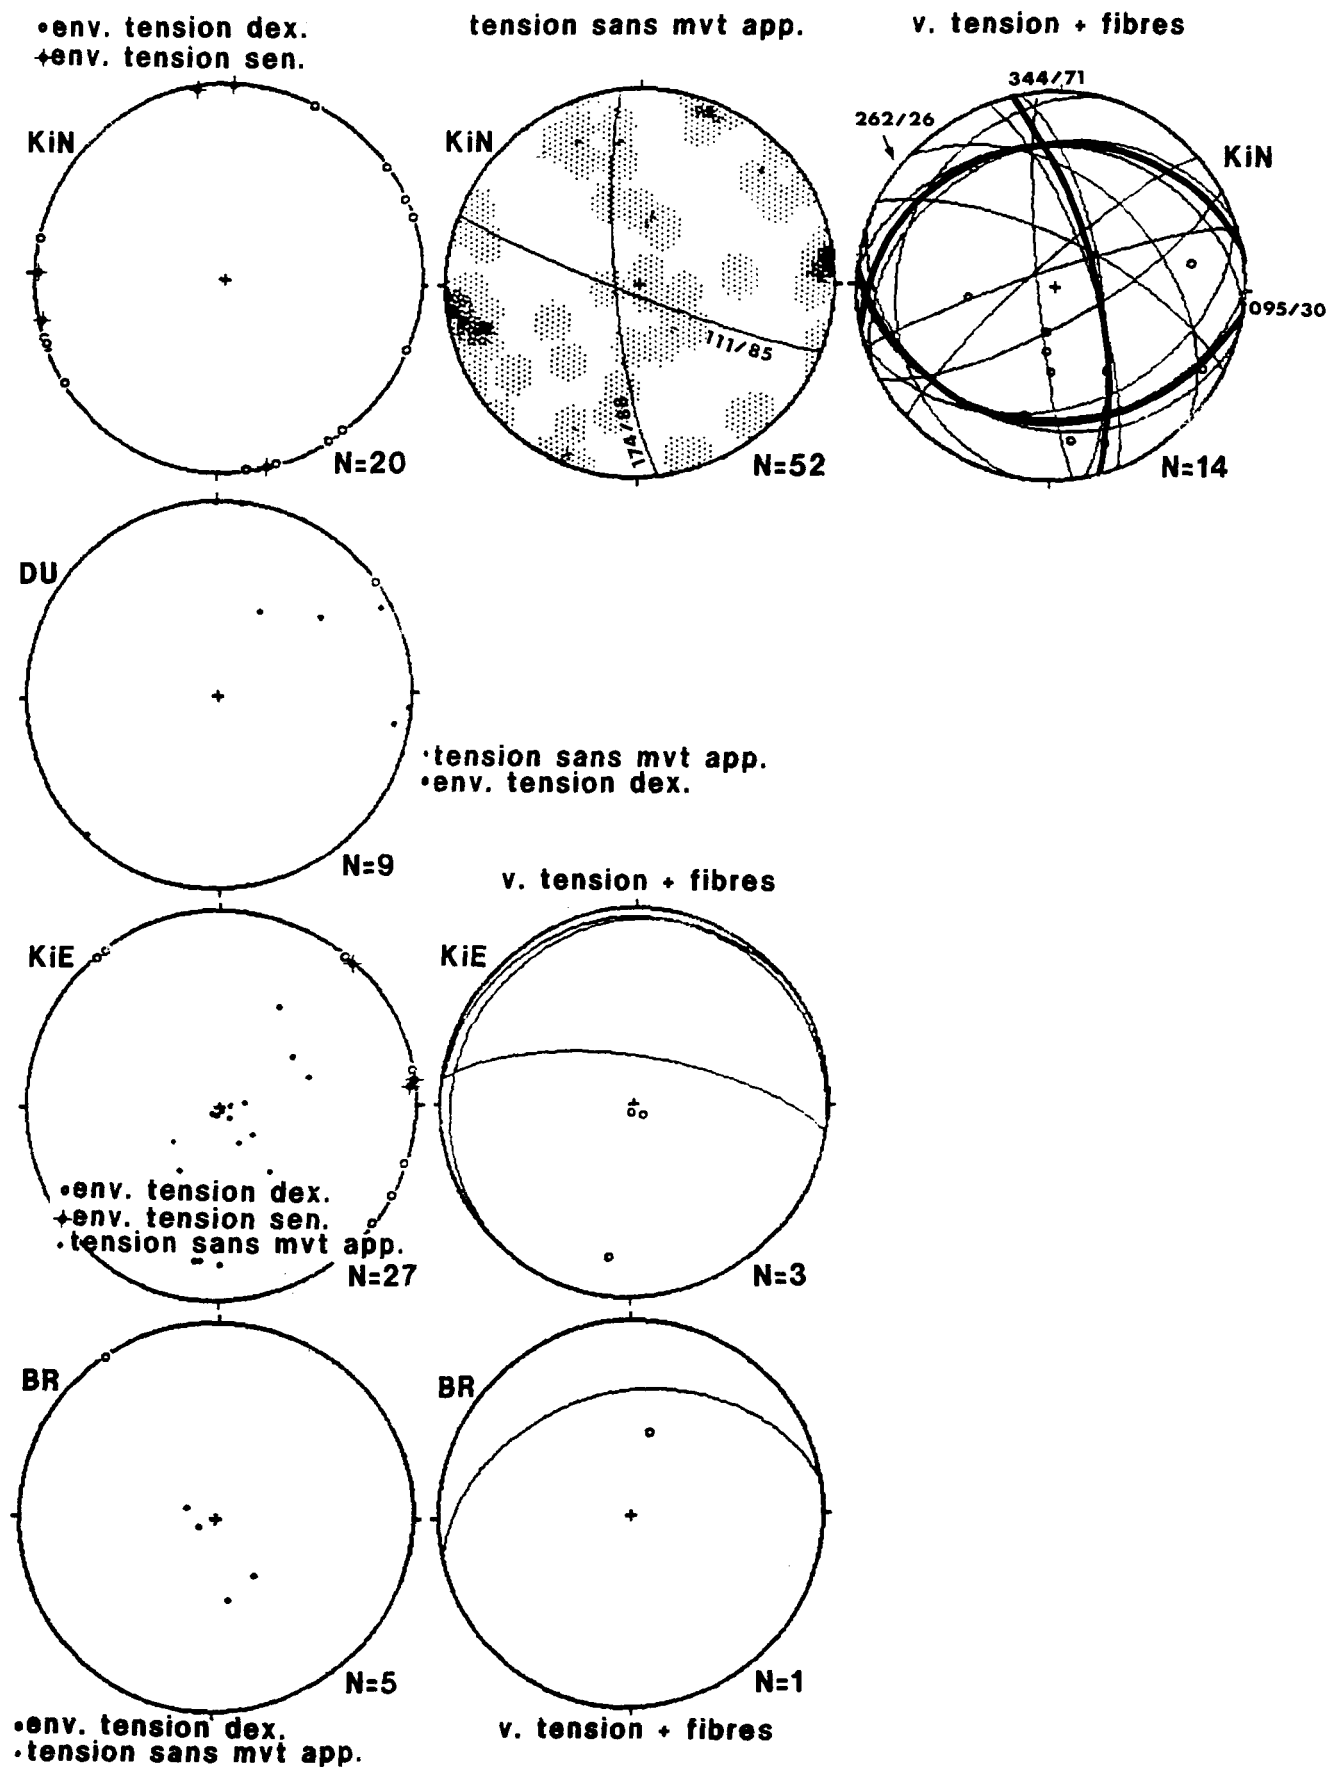 •env. tension dex.
✦env. tension sen.
tension sans mvt app.
v. tension + fibres
KiN
N=20
KiN
111/85
174/88
N=52
344/71
262/26
KiN
095/30
N=14
DU
·tension sans mvt app.
•env. tension dex.
N=9
KiE
•env. tension dex.
✦env. tension sen.
·tension sans mvt app.
N=27
v. tension + fibres
KiE
N=3
BR
N=5
•env. tension dex.
·tension sans mvt app.
BR
N=1
v. tension + fibres